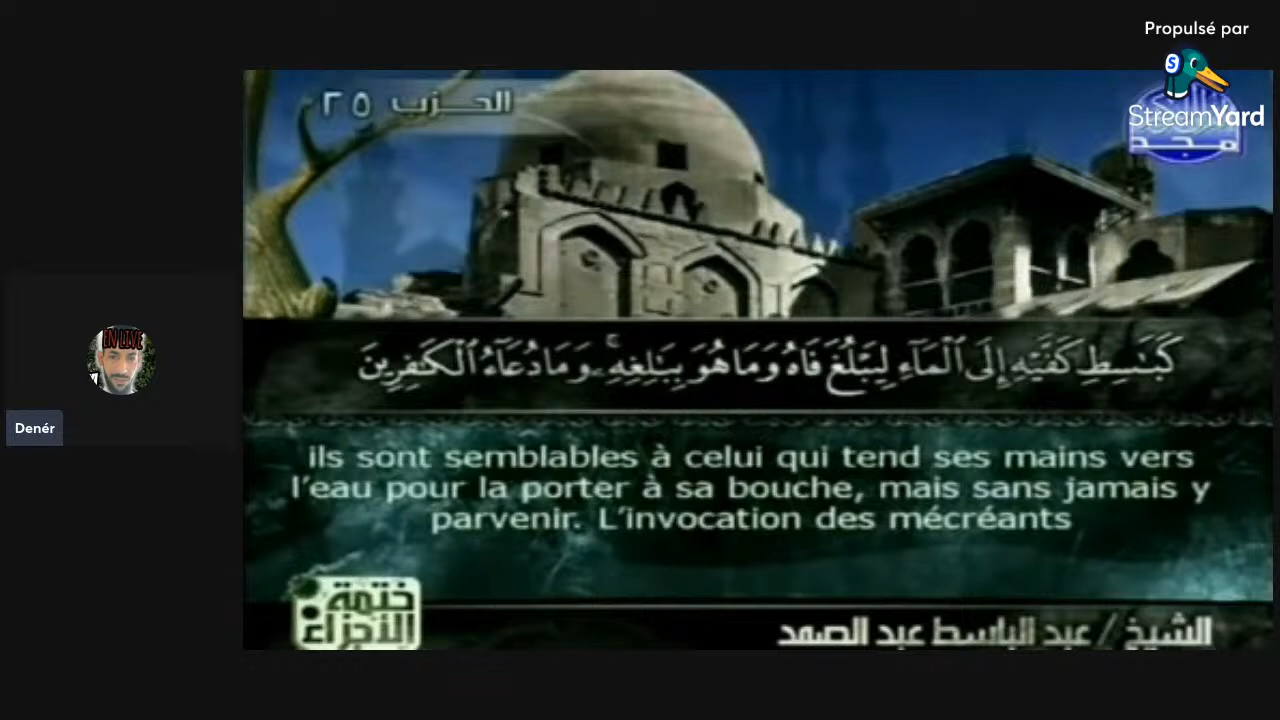 Propulsé par
StreamYard
الحزب ٢٥
مجد
EN LIVE
Denér
كَبَـٰسِطِ كَفَّيْهِ إِلَى ٱلْمَآءِ لِيَبْلُغَ فَاهُ وَمَا هُوَ بِبَـٰلِغِهِۦ ۚ وَمَا دُعَآءُ ٱلْكَـٰفِرِينَ
ils sont semblables à celui qui tend ses mains vers
l'eau pour la porter à sa bouche, mais sans jamais y
parvenir. L'invocation des mécréants
ختمة
الأجزاء
الشيخ / عبد الباسط عبد الصمد